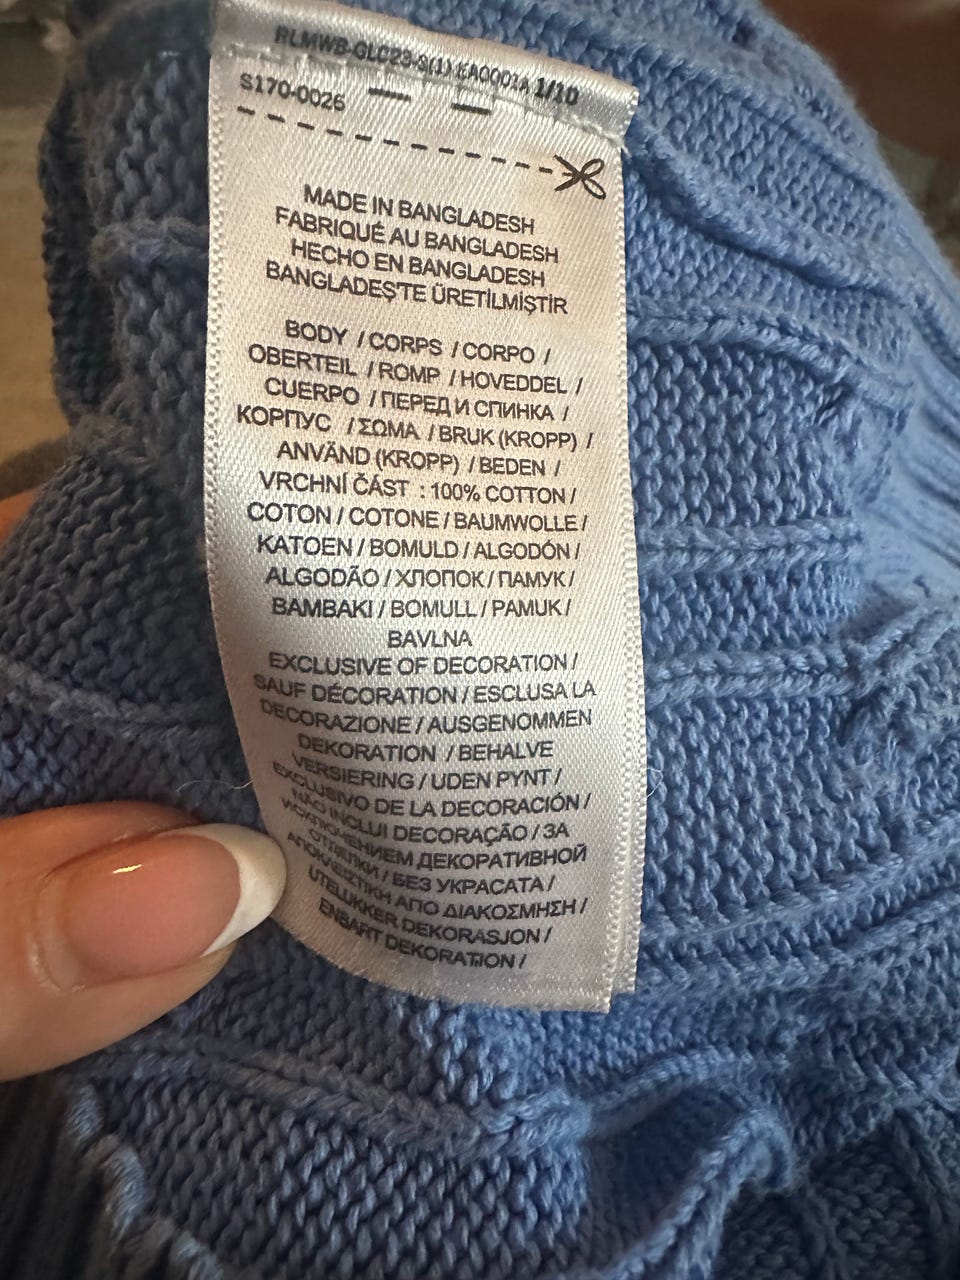 RLMWB-GLC23-S(1) EA0001A 1/10
S170-0026
MADE IN BANGLADESH
FABRIQUÉ AU BANGLADESH
HECHO EN BANGLADESH
BANGLADEŞ'TE ÜRETİLMİŞTİR
BODY / CORPS / CORPO /
OBERTEIL / ROMP / HOVEDDEL /
CUERPO / ПЕРЕД И СПИНКА /
КОРПУС / ΣΩΜΑ / BRUK (KROPP) /
ANVÄND (KROPP) / BEDEN /
VRCHNÍ ČÁST : 100% COTTON /
COTON / COTONE / BAUMWOLLE /
KATOEN / BOMULD / ALGODÓN /
ALGODÃO / ХЛОПОК / ПАМУК /
BAMBAKI / BOMULL / PAMUK /
BAVLNA
EXCLUSIVE OF DECORATION /
SAUF DÉCORATION / ESCLUSA LA
DECORAZIONE / AUSGENOMMEN
DEKORATION / BEHALVE
VERSIERING / UDEN PYNT /
EXCLUSIVO DE LA DECORACIÓN /
NÃO INCLUI DECORAÇÃO / ЗА
ИСКЛЮЧЕНИЕМ ДЕКОРАТИВНОЙ
ОТДЕЛКИ / БЕЗ УКРАСАТА /
ΑΠΟΚΛΕΙΣΤΙΚΗ ΑΠΟ ΔΙΑΚΟΣΜΗΣΗ /
UTELUKKER DEKORASJON /
ENBART DEKORATION /